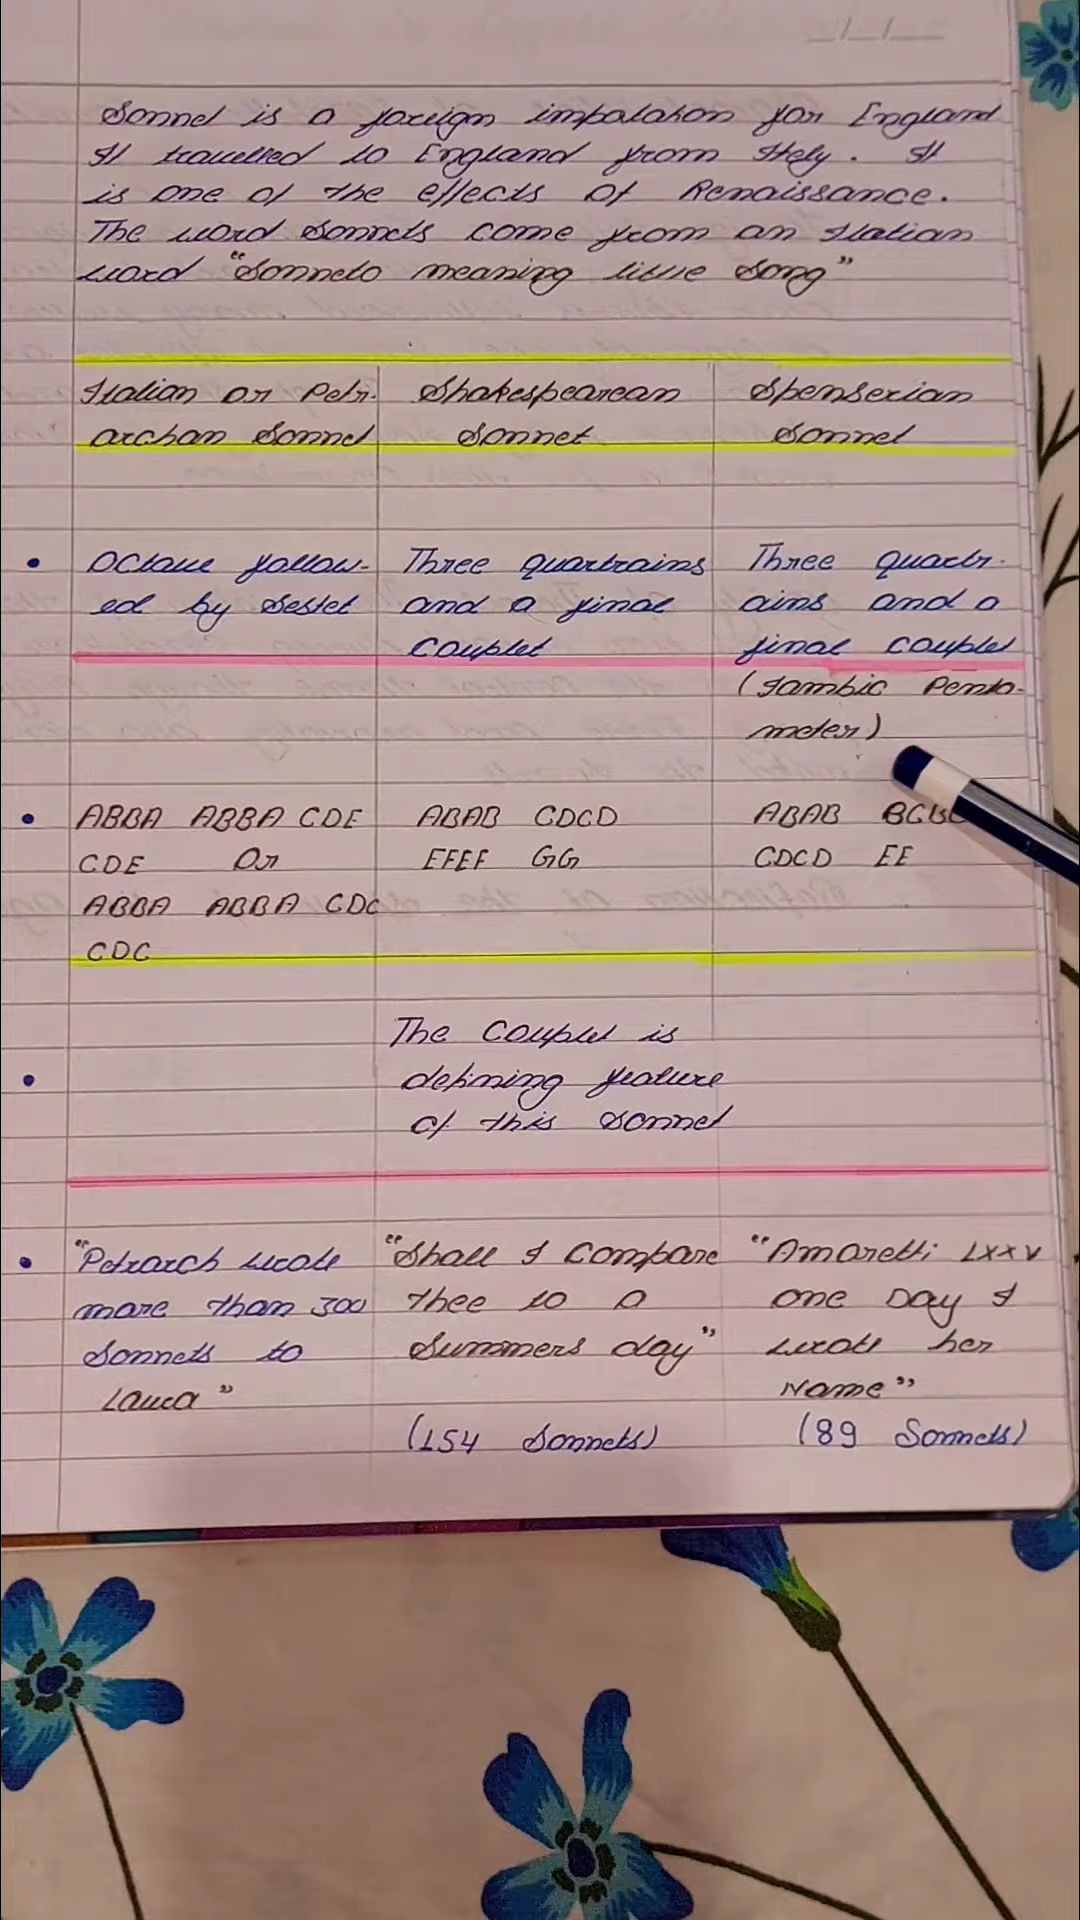 Sonnet is a foreign impotation for England
It travelled to England from Itely. It
is one of the effects of Renaissance.
The word Sonnets come from an Italian
word "Sonneto meaning little song"
Italian or Petr-
archan Sonnet
Shakespearean
Sonnet
Spenserian
Sonnet
Octave follow-
ed by Sestet
Three quartrains
and a final
Couplet
Three quartr-
ains and a
final couplet
(Iambic Penta-
meter)
ABBA ABBA CDE
CDE Or
ABBA ABBA CDC
CDC
ABAB CDCD
EFEF GG
ABAB BCBC
CDCD EE
The Couplet is
defining feature
of this sonnet
"Petrarch wrote
more than 300
Sonnets to
Laura"
"Shall I Compare
thee to a
Summers day"
(154 Sonnets)
"Amoretti LXXV
one Day I
wrote her
Name"
(89 Sonnets)